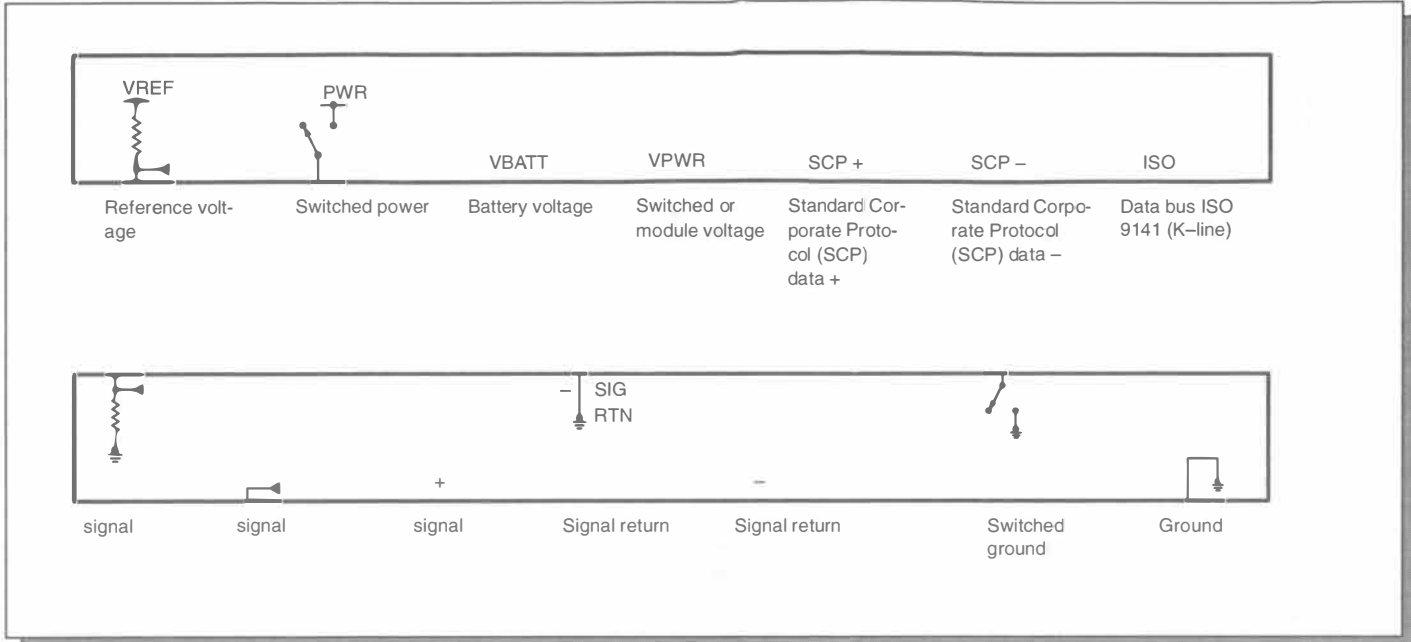 VREF
PWR
VBATT
VPWR
SCP +
SCP –
ISO
Reference volt-
age
Switched power
Battery voltage
Switched or
module voltage
Standard Cor-
porate Proto-
col (SCP)
data +
Standard Corpo-
rate Protocol
(SCP) data –
Data bus ISO
9141 (K–line)
– SIG
RTN
+
–
signal
signal
signal
Signal return
Signal return
Switched
ground
Ground